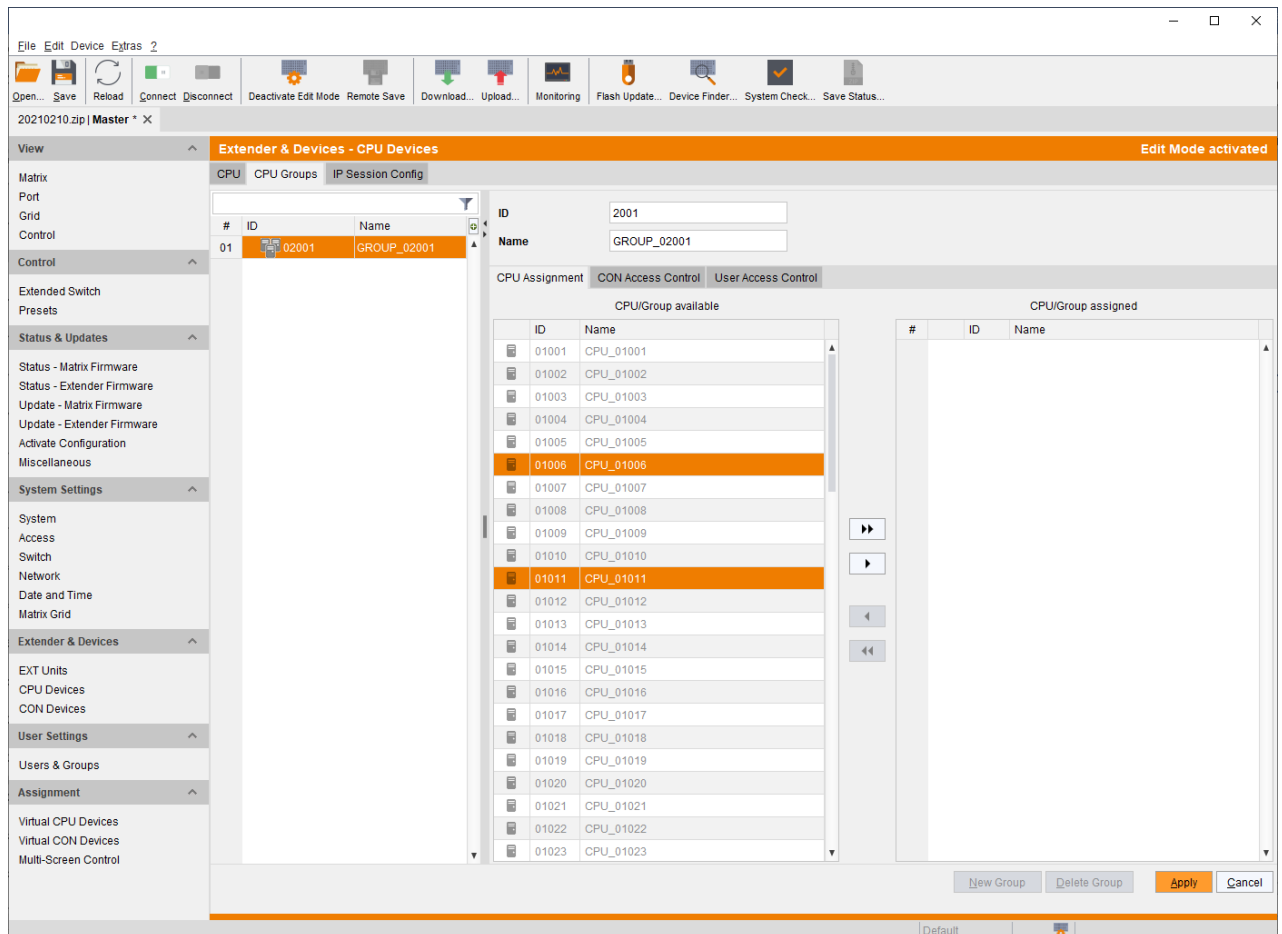 File Edit Device Extras ?
Open... Save Reload Connect Disconnect Deactivate Edit Mode Remote Save Download... Upload... Monitoring Flash Update... Device Finder... System Check... Save Status...
20210210.zip | Master *
View
Matrix
Port
Grid
Control
Control
Extended Switch
Presets
Status & Updates
Status - Matrix Firmware
Status - Extender Firmware
Update - Matrix Firmware
Update - Extender Firmware
Activate Configuration
Miscellaneous
System Settings
System
Access
Switch
Network
Date and Time
Matrix Grid
Extender & Devices
EXT Units
CPU Devices
CON Devices
User Settings
Users & Groups
Assignment
Virtual CPU Devices
Virtual CON Devices
Multi-Screen Control
Extender & Devices - CPU Devices Edit Mode activated
CPU CPU Groups IP Session Config
# ID Name
01 02001 GROUP_02001
ID 2001
Name GROUP_02001
CPU Assignment CON Access Control User Access Control
CPU/Group available
ID Name
01001 CPU_01001
01002 CPU_01002
01003 CPU_01003
01004 CPU_01004
01005 CPU_01005
01006 CPU_01006
01007 CPU_01007
01008 CPU_01008
01009 CPU_01009
01010 CPU_01010
01011 CPU_01011
01012 CPU_01012
01013 CPU_01013
01014 CPU_01014
01015 CPU_01015
01016 CPU_01016
01017 CPU_01017
01018 CPU_01018
01019 CPU_01019
01020 CPU_01020
01021 CPU_01021
01022 CPU_01022
01023 CPU_01023
CPU/Group assigned
# ID Name
New Group Delete Group Apply Cancel
Default